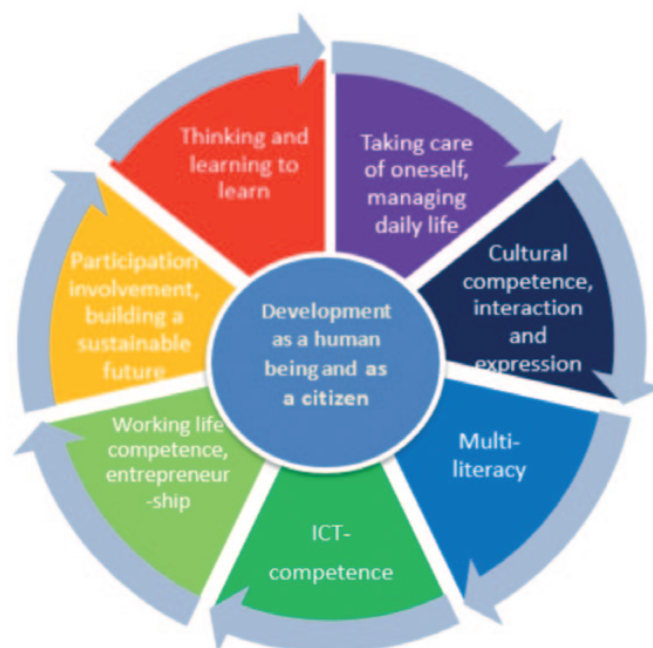 Thinking and
learning to
learn
Taking care
of oneself,
managing
daily life
Cultural
competence,
interaction
and
expression
Multi-
literacy
ICT-
competence
Working life
competence,
entrepreneur
-ship
Participation
involvement,
building a
sustainable
future
Development
as a human
being and as
a citizen